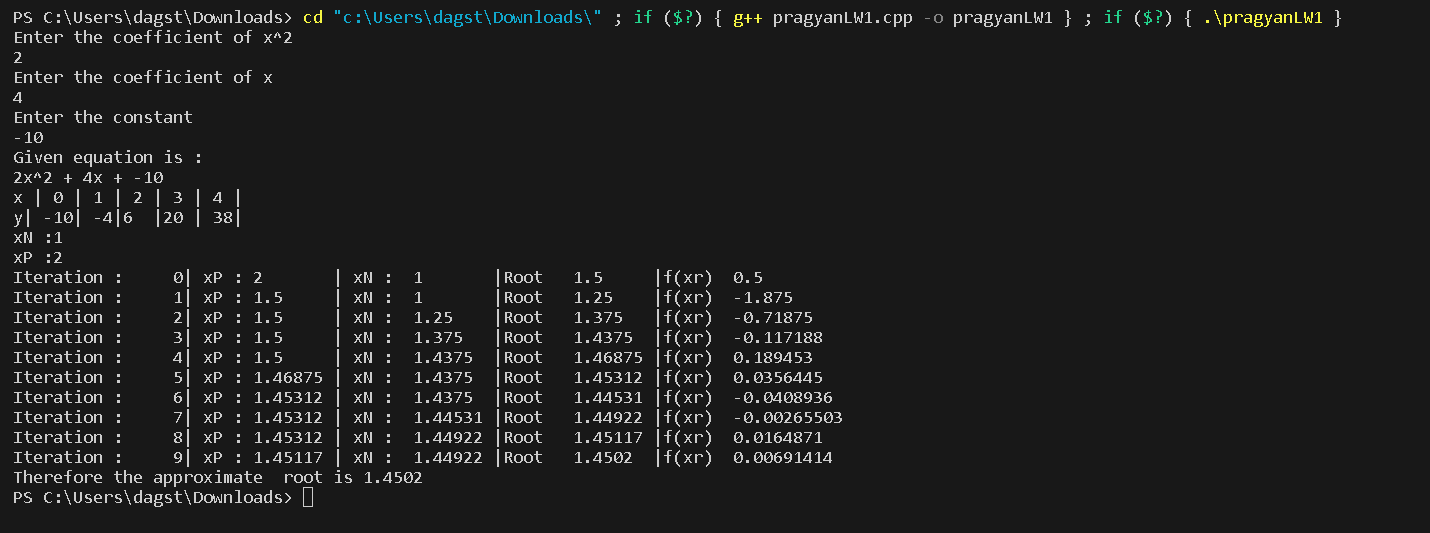 PS C:\Users\dagst\Downloads> cd "c:\Users\dagst\Downloads\" ; if ($?) { g++ pragyanLW1.cpp -o pragyanLW1 } ; if ($?) { .\pragyanLW1 }
Enter the coefficient of x^2
2
Enter the coefficient of x
4
Enter the constant
-10
Given equation is :
2x^2 + 4x + -10
x | 0 | 1 | 2 | 3 | 4 |
y| -10| -4|6  |20 | 38|
xN :1
xP :2
Iteration :     0| xP : 2       | xN :  1       |Root   1.5     |f(xr)  0.5
Iteration :     1| xP : 1.5     | xN :  1       |Root   1.25    |f(xr)  -1.875
Iteration :     2| xP : 1.5     | xN :  1.25    |Root   1.375   |f(xr)  -0.71875
Iteration :     3| xP : 1.5     | xN :  1.375   |Root   1.4375  |f(xr)  -0.117188
Iteration :     4| xP : 1.5     | xN :  1.4375  |Root   1.46875 |f(xr)  0.189453
Iteration :     5| xP : 1.46875 | xN :  1.4375  |Root   1.45312 |f(xr)  0.0356445
Iteration :     6| xP : 1.45312 | xN :  1.4375  |Root   1.44531 |f(xr)  -0.0408936
Iteration :     7| xP : 1.45312 | xN :  1.44531 |Root   1.44922 |f(xr)  -0.00265503
Iteration :     8| xP : 1.45312 | xN :  1.44922 |Root   1.45117 |f(xr)  0.0164871
Iteration :     9| xP : 1.45117 | xN :  1.44922 |Root   1.4502  |f(xr)  0.00691414
Therefore the approximate  root is 1.4502
PS C:\Users\dagst\Downloads>